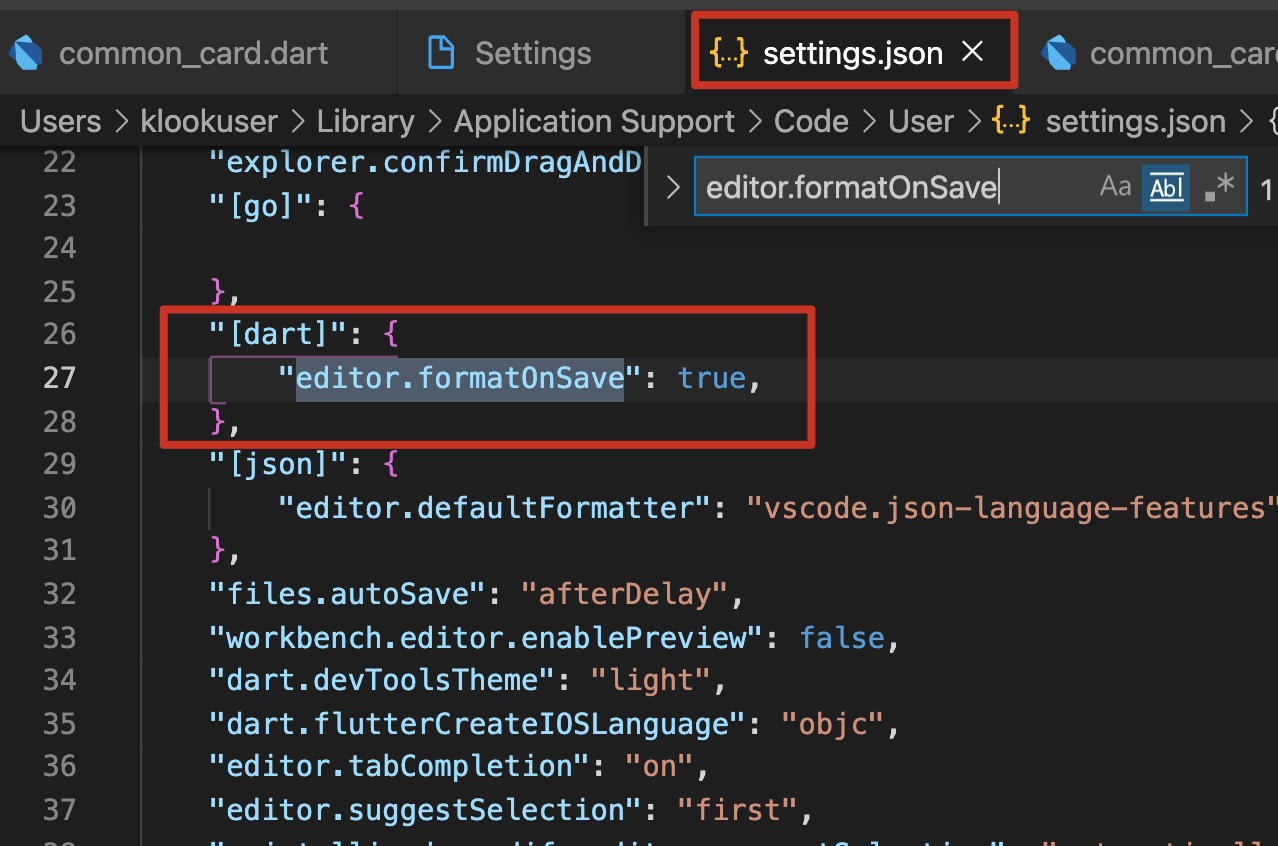 common_card.dart Settings {..} settings.json × common_car
Users > klookuser > Library > Application Support > Code > User > {..} settings.json > {
editor.formatOnSave Aa Abl .* 1
22 "explorer.confirmDragAndD
23 "[go]": {
24
25 },
26 "[dart]": {
27 "editor.formatOnSave": true,
28 },
29 "[json]": {
30 "editor.defaultFormatter": "vscode.json-language-features"
31 },
32 "files.autoSave": "afterDelay",
33 "workbench.editor.enablePreview": false,
34 "dart.devToolsTheme": "light",
35 "dart.flutterCreateIOSLanguage": "objc",
36 "editor.tabCompletion": "on",
37 "editor.suggestSelection": "first",